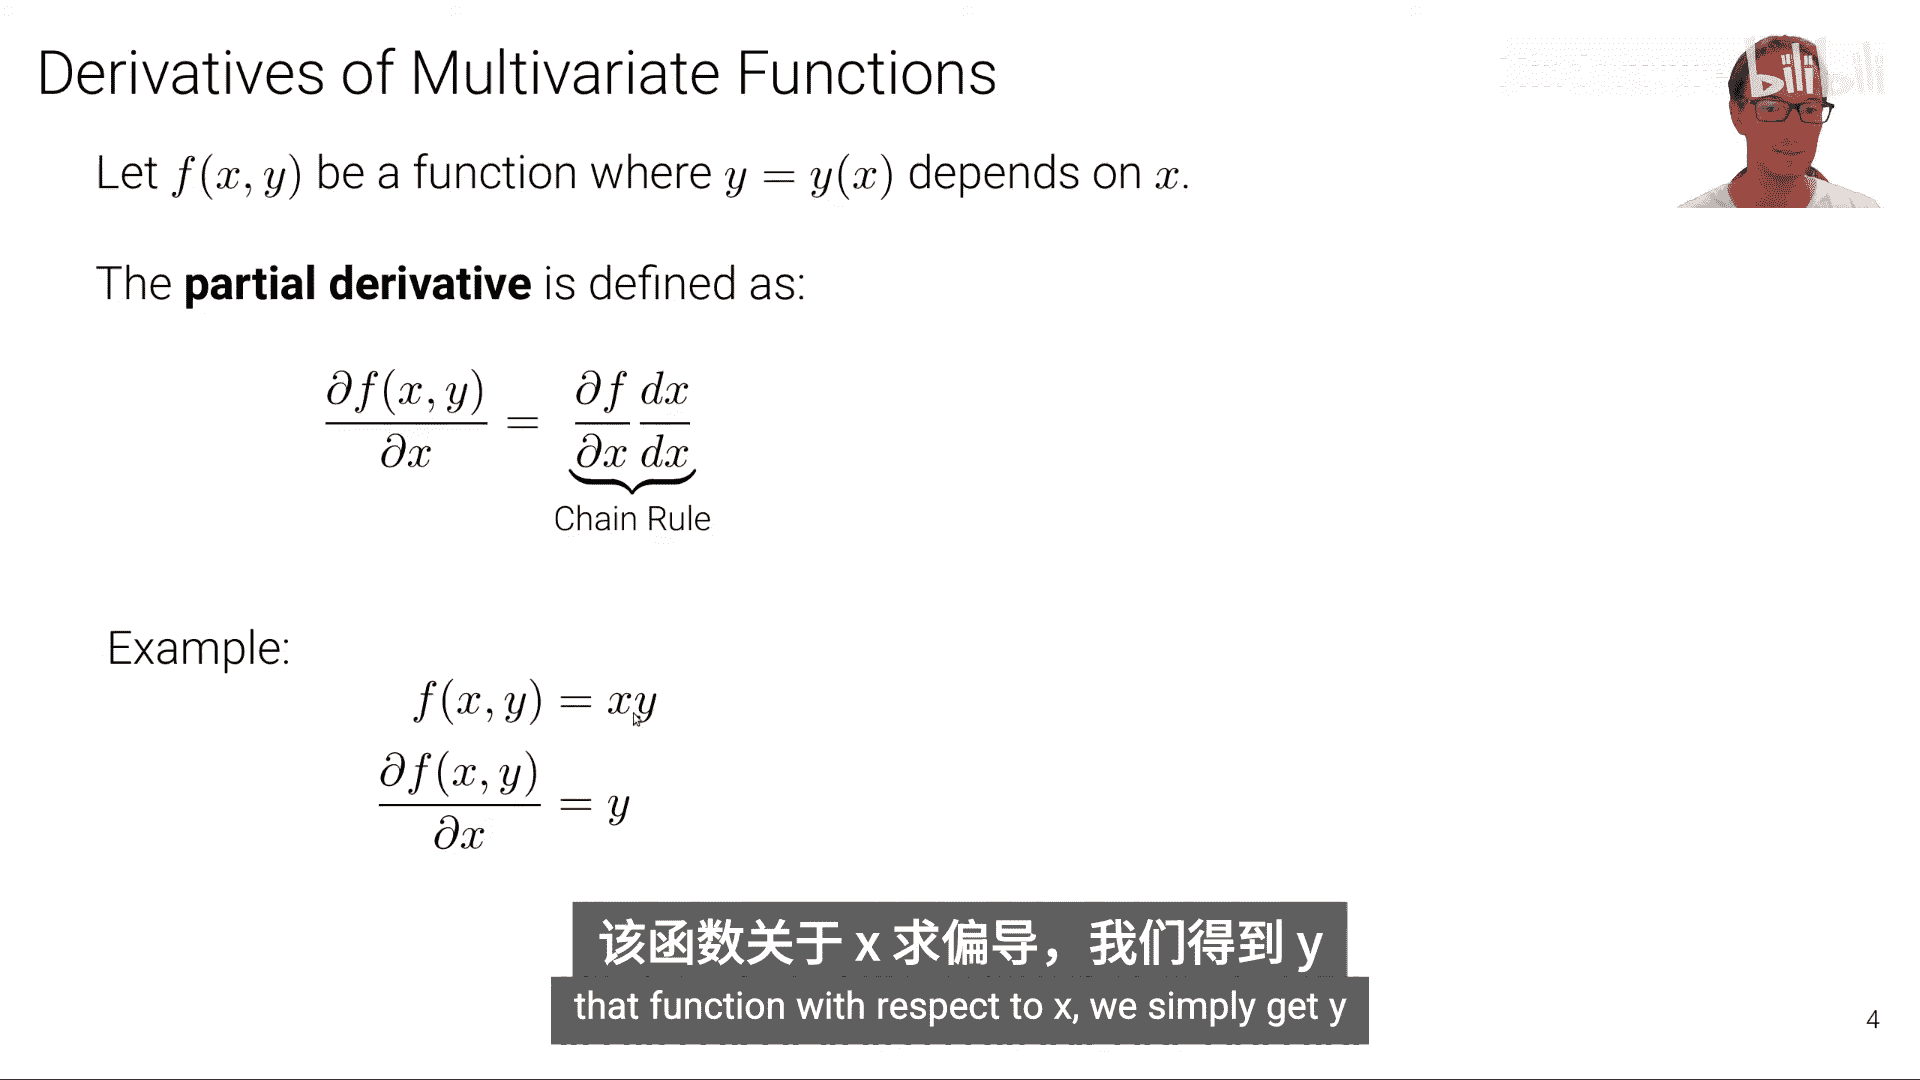 Derivatives of Multivariate Functions
bilibili
Let f(x, y) be a function where y = y(x) depends on x.
The partial derivative is defined as:
∂f(x, y)/∂x = ∂f/∂x dx/dx
Chain Rule
Example:
f(x, y) = xy
∂f(x, y)/∂x = y
该函数关于 x 求偏导，我们得到 y
that function with respect to x, we simply get y
4